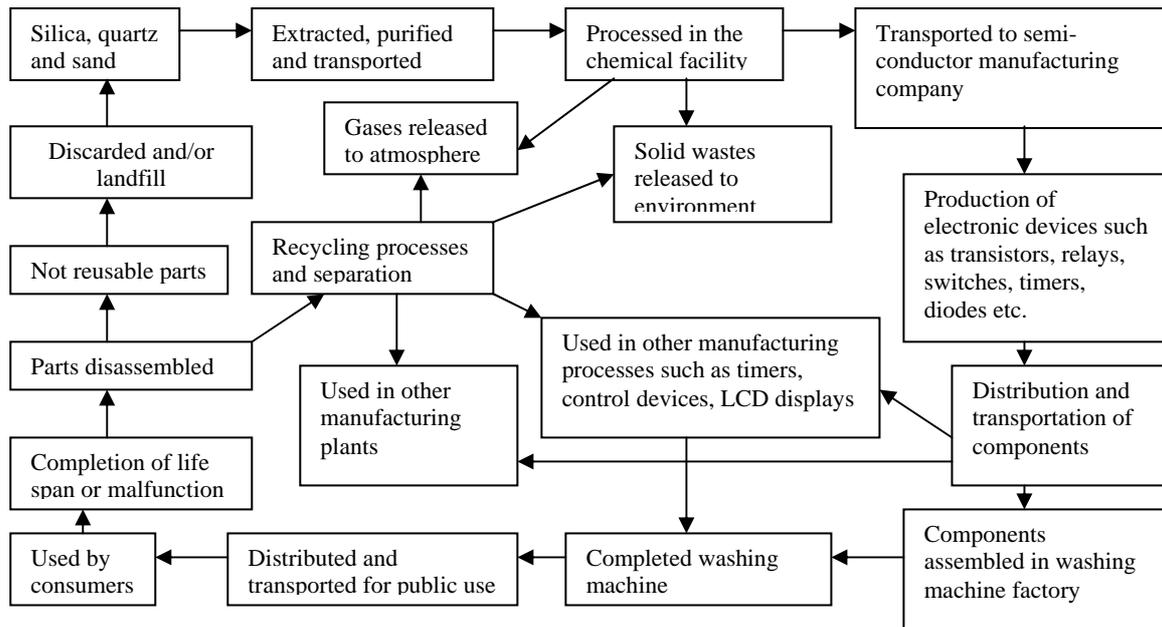 Silica, quartz
and sand
Extracted, purified
and transported
Processed in the
chemical facility
Transported to semi-
conductor manufacturing
company
Gases released
to atmosphere
Solid wastes
released to
environment
Discarded and/or
landfill
Production of
electronic devices such
as transistors, relays,
switches, timers,
diodes etc.
Recycling processes
and separation
Not reusable parts
Parts disassembled
Used in other
manufacturing
plants
Used in other manufacturing
processes such as timers,
control devices, LCD displays
Distribution and
transportation of
components
Completion of life
span or malfunction
Used by
consumers
Distributed and
transported for public use
Completed washing
machine
Components
assembled in washing
machine factory